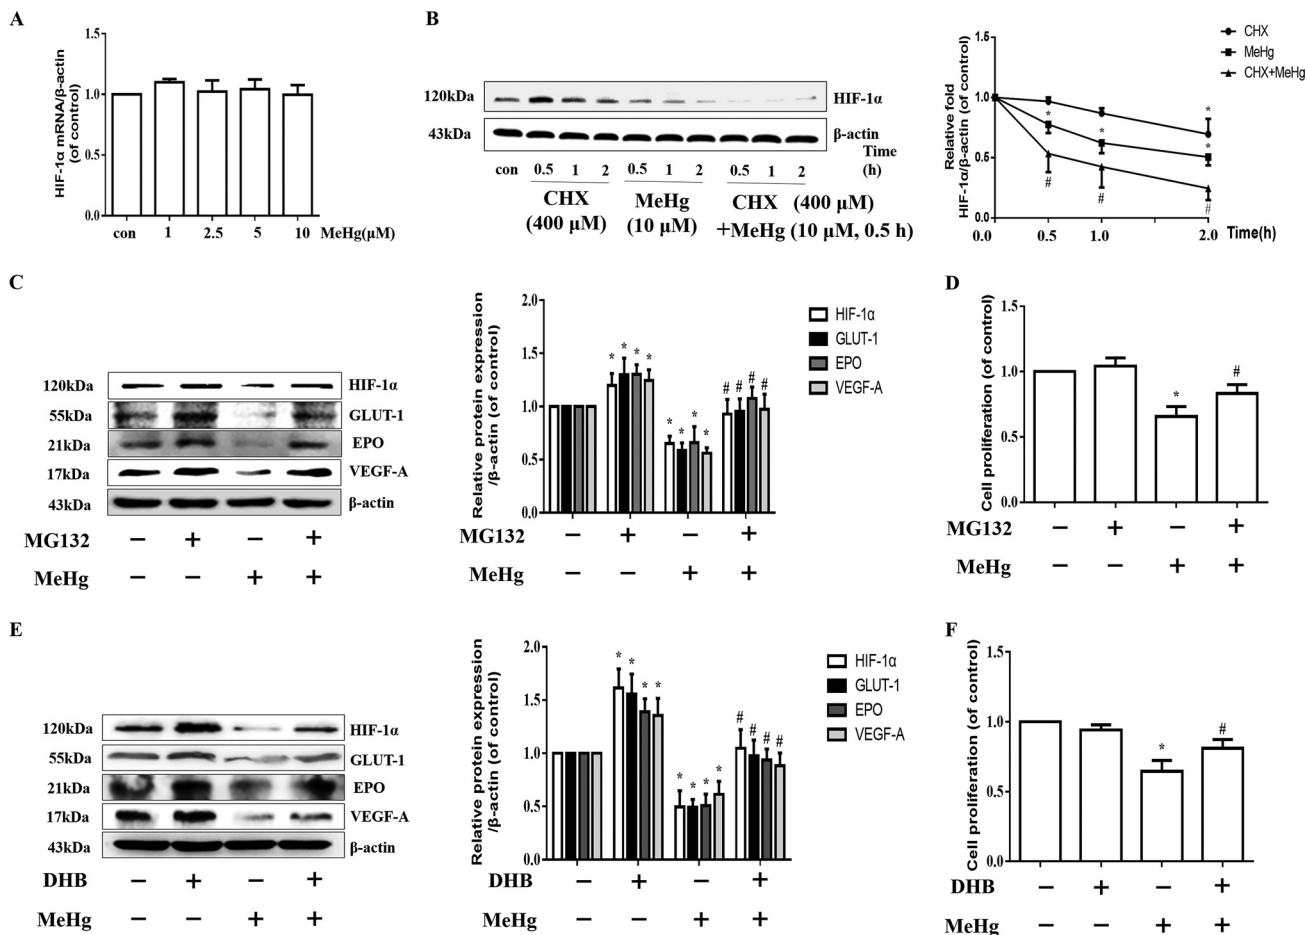 A
HIF-1α mRNA/β-actin
(of control)
1.5
1.0
0.5
0.0
con 1 2.5 5 10 MeHg(μM)
B
120kDa HIF-1α
43kDa β-actin
Time
(h)
con 0.5 1 2 0.5 1 2 0.5 1 2
CHX MeHg CHX (400 μM)
(400 μM) (10 μM) +MeHg (10 μM, 0.5 h)
Relative fold
HIF-1α/β-actin (of control)
1.5
1.0
0.5
0.0
CHX
MeHg
CHX+MeHg
*
* *
*
# # #
0.0 0.5 1.0 2.0 Time(h)
C
120kDa HIF-1α
55kDa GLUT-1
21kDa EPO
17kDa VEGF-A
43kDa β-actin
MG132 − + − +
MeHg − − + +
Relative protein expression
/β-actin (of control)
2.0
1.5
1.0
0.5
0.0
HIF-1α
GLUT-1
EPO
VEGF-A
* * * *
* * * *
# # # #
MG132 − + − +
MeHg − − + +
D
Cell proliferation (of control)
1.5
1.0
0.5
0.0
* #
MG132 − + − +
MeHg − − + +
E
120kDa HIF-1α
55kDa GLUT-1
21kDa EPO
17kDa VEGF-A
43kDa β-actin
DHB − + − +
MeHg − − + +
Relative protein expression
/β-actin (of control)
2.0
1.5
1.0
0.5
0.0
HIF-1α
GLUT-1
EPO
VEGF-A
* * * *
* * * *
# # # #
DHB − + − +
MeHg − − + +
F
Cell proliferation (of control)
1.5
1.0
0.5
0.0
* #
DHB − + − +
MeHg − − + +